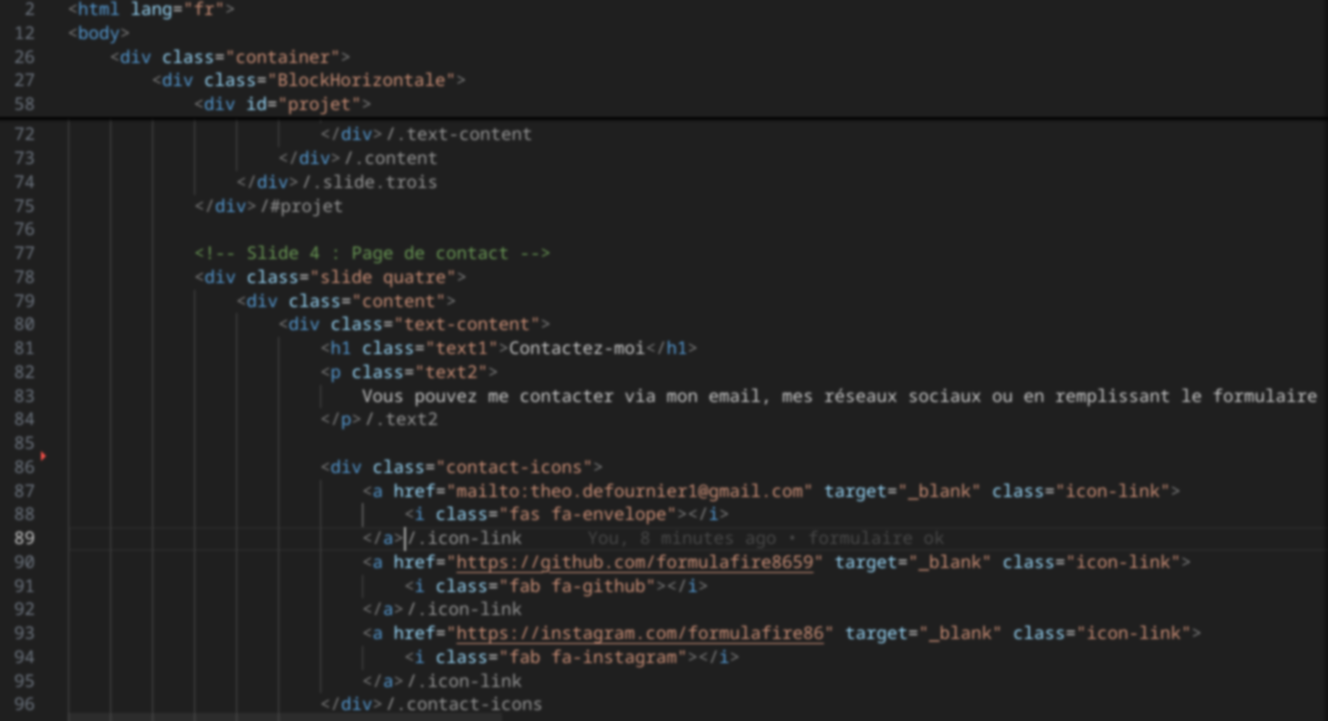 2 <html lang="fr">
12 <body>
26 <div class="container">
27 <div class="BlockHorizontale">
58 <div id="projet">
72 </div>/.text-content
73 </div>/.content
74 </div>/.slide.trois
75 </div>/#projet
76
77 <!-- Slide 4 : Page de contact -->
78 <div class="slide quatre">
79 <div class="content">
80 <div class="text-content">
81 <h1 class="text1">Contactez-moi</h1>
82 <p class="text2">
83 Vous pouvez me contacter via mon email, mes réseaux sociaux ou en remplissant le formulaire
84 </p>/.text2
85
86 <div class="contact-icons">
87 <a href="mailto:theo.defournier1@gmail.com" target="_blank" class="icon-link">
88 <i class="fas fa-envelope"></i>
89 </a>/.icon-link You, 8 minutes ago • formulaire ok
90 <a href="https://github.com/formulafire8659" target="_blank" class="icon-link">
91 <i class="fab fa-github"></i>
92 </a>/.icon-link
93 <a href="https://instagram.com/formulafire86" target="_blank" class="icon-link">
94 <i class="fab fa-instagram"></i>
95 </a>/.icon-link
96 </div>/.contact-icons